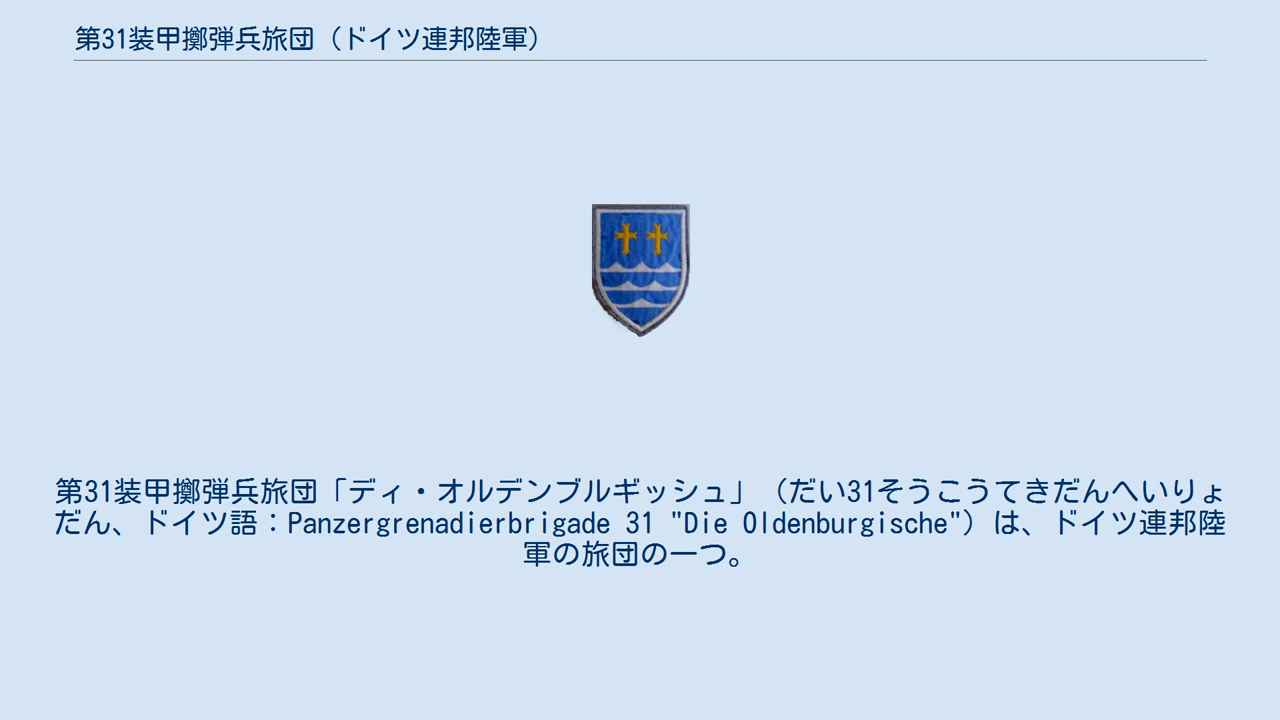 第31装甲擲弾兵旅団（ドイツ連邦陸軍）
第31装甲擲弾兵旅団「ディ・オルデンブルギッシュ」（だい31そうこうてきだんへいりょ
だん、ドイツ語：Panzergrenadierbrigade 31 "Die Oldenburgische"）は、ドイツ連邦陸
軍の旅団の一つ。